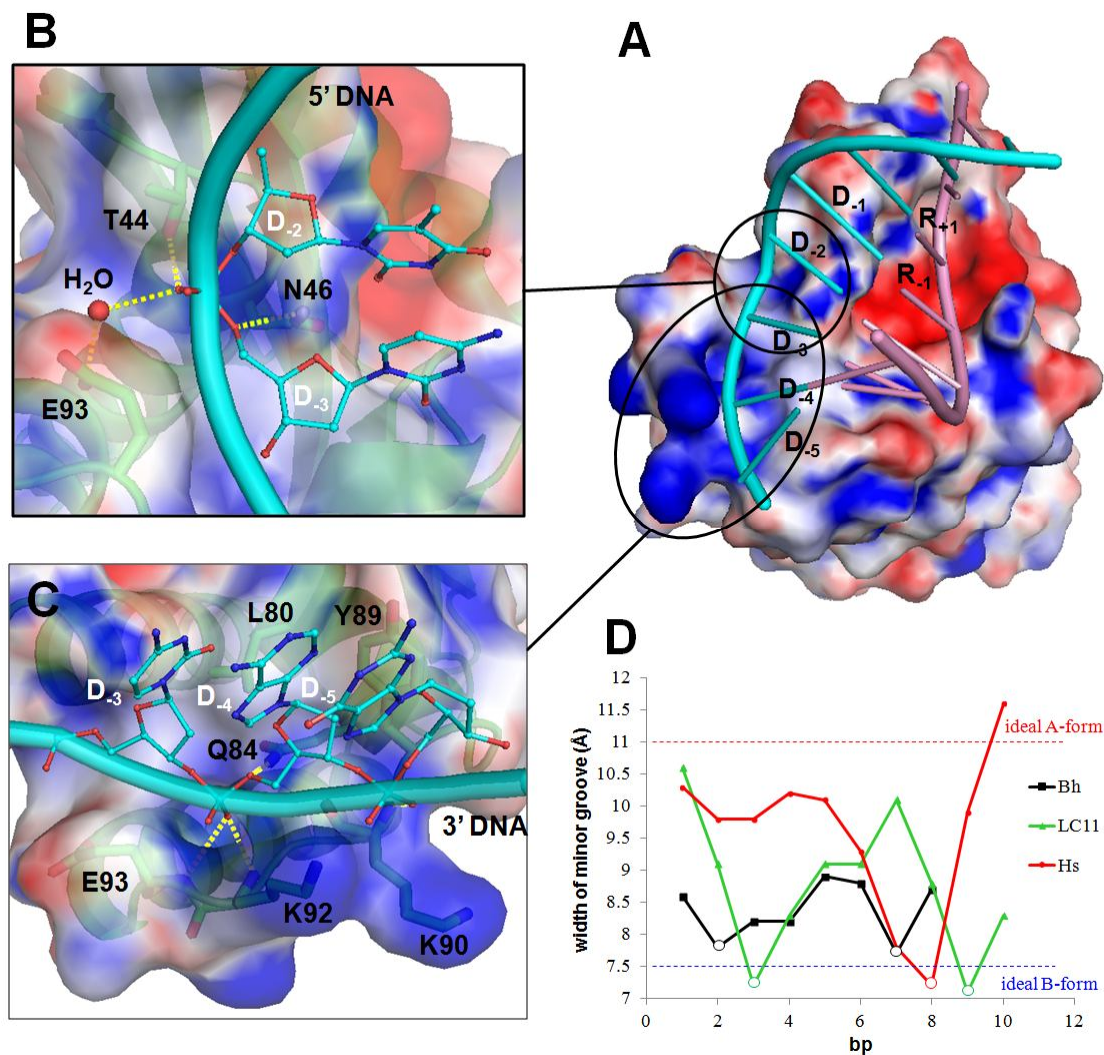 B
5’ DNA
D-2
T44
H2O
N46
E93
D-3
A
D-1
D-2
R+1
R-1
D-3
D-4
D-5
C
L80
Y89
D-3
D-4
D-5
Q84
3’ DNA
E93
K92
K90
D
width of minor groove (Å)
12
11.5
11
10.5
10
9.5
9
8.5
8
7.5
7
ideal A-form
Bh
LC11
Hs
ideal B-form
0 2 4 6 8 10 12
bp